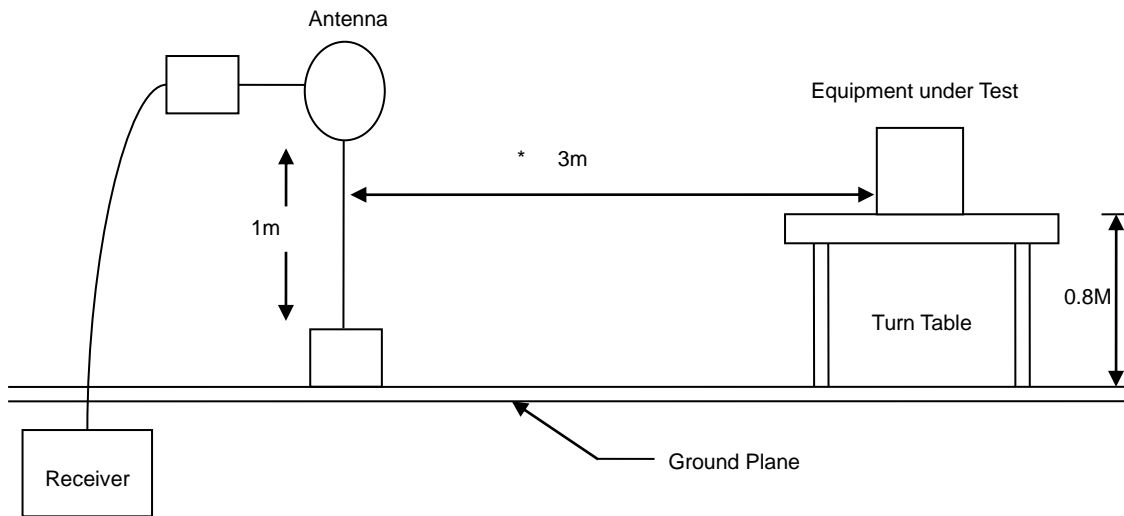 Antenna
Equipment under Test
* 3m
1m
0.8M
Turn Table
Ground Plane
Receiver